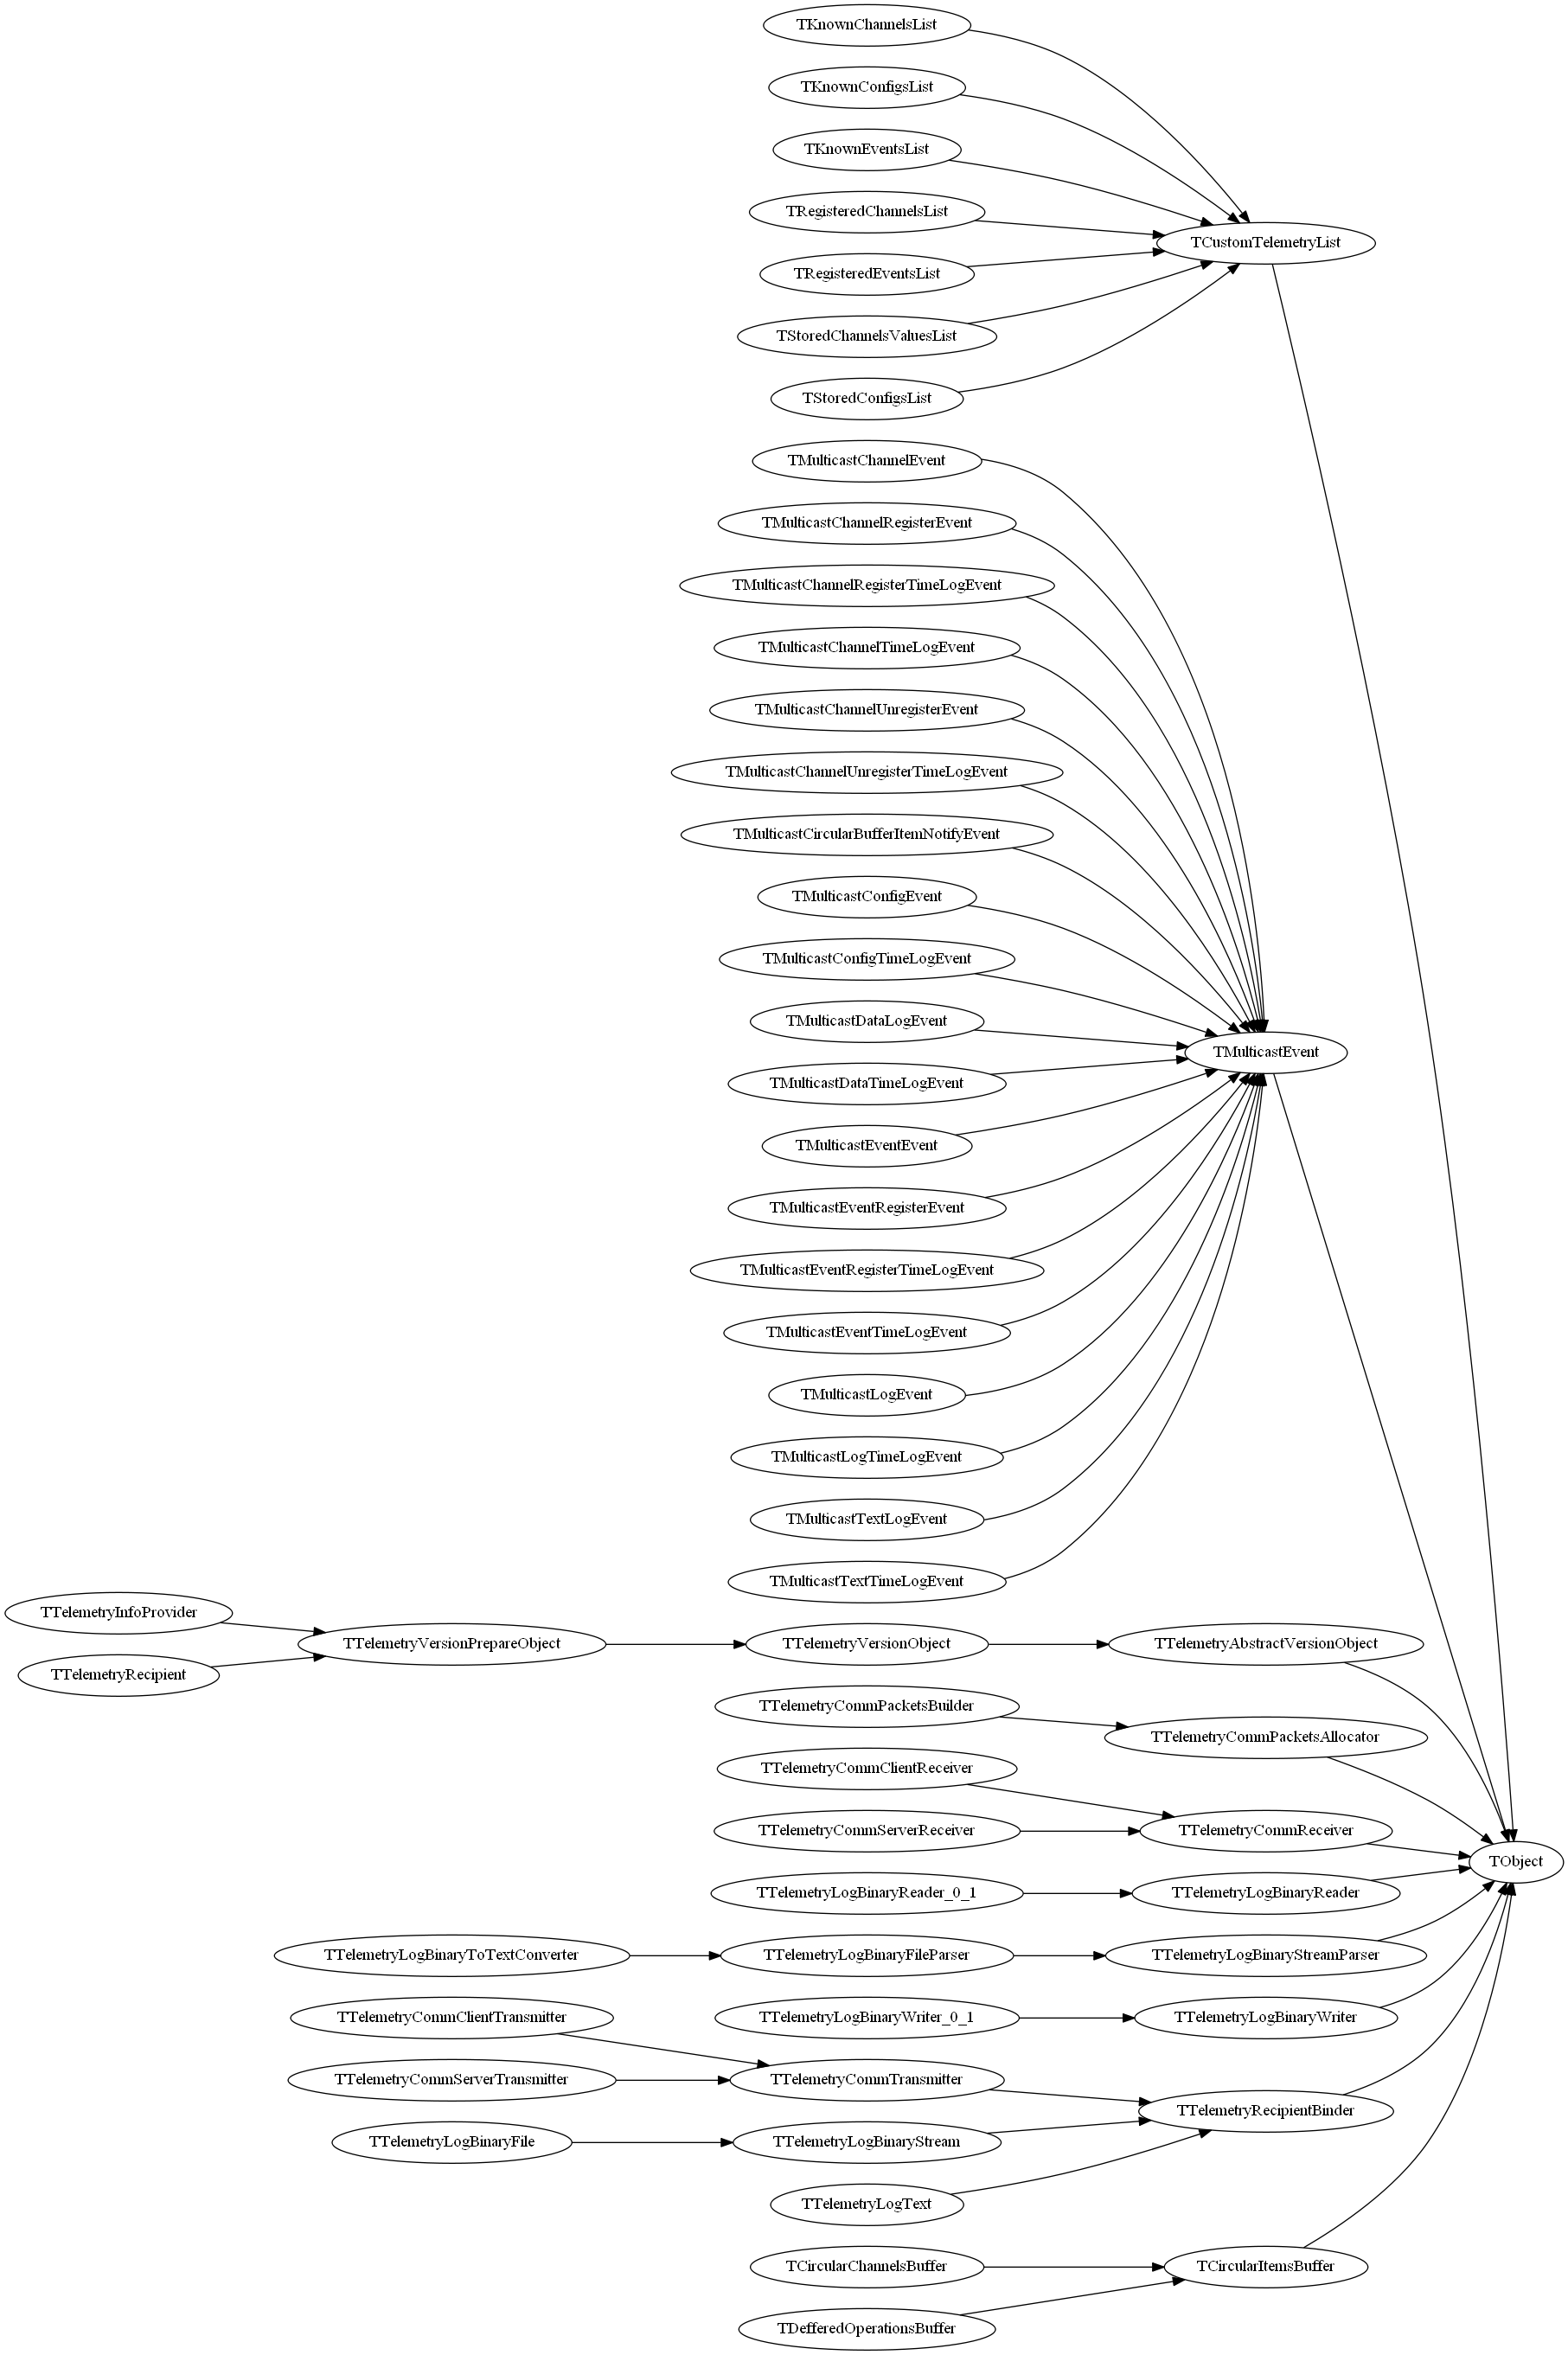 TKnownChannelsList
TKnownConfigsList
TKnownEventsList
TRegisteredChannelsList
TCustomTelemetryList
TRegisteredEventsList
TStoredChannelsValuesList
TStoredConfigsList
TMulticastChannelEvent
TMulticastChannelRegisterEvent
TMulticastChannelRegisterTimeLogEvent
TMulticastChannelTimeLogEvent
TMulticastChannelUnregisterEvent
TMulticastChannelUnregisterTimeLogEvent
TMulticastCircularBufferItemNotifyEvent
TMulticastConfigEvent
TMulticastConfigTimeLogEvent
TMulticastDataLogEvent
TMulticastEvent
TMulticastDataTimeLogEvent
TMulticastEventEvent
TMulticastEventRegisterEvent
TMulticastEventRegisterTimeLogEvent
TMulticastEventTimeLogEvent
TMulticastLogEvent
TMulticastLogTimeLogEvent
TMulticastTextLogEvent
TMulticastTextTimeLogEvent
TTelemetryInfoProvider
TTelemetryVersionPrepareObject
TTelemetryVersionObject
TTelemetryAbstractVersionObject
TTelemetryRecipient
TTelemetryCommPacketsBuilder
TTelemetryCommPacketsAllocator
TTelemetryCommClientReceiver
TTelemetryCommServerReceiver
TTelemetryCommReceiver
TObject
TTelemetryLogBinaryReader_0_1
TTelemetryLogBinaryReader
TTelemetryLogBinaryToTextConverter
TTelemetryLogBinaryFileParser
TTelemetryLogBinaryStreamParser
TTelemetryCommClientTransmitter
TTelemetryLogBinaryWriter_0_1
TTelemetryLogBinaryWriter
TTelemetryCommServerTransmitter
TTelemetryCommTransmitter
TTelemetryRecipientBinder
TTelemetryLogBinaryFile
TTelemetryLogBinaryStream
TTelemetryLogText
TCircularChannelsBuffer
TCircularItemsBuffer
TDefferedOperationsBuffer